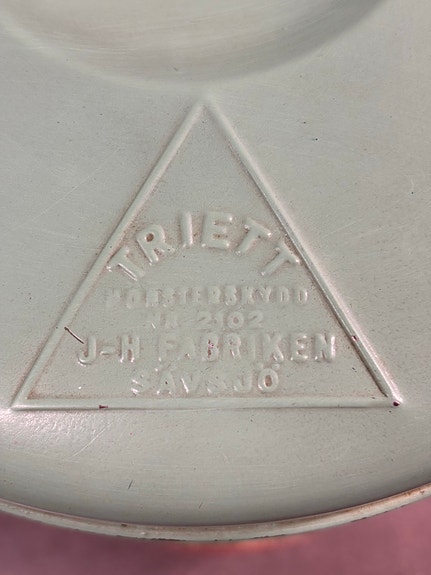 TRIETT
MÖNSTERSKYDD
NR 2102
J-H FABRIKEN
SÄVSJÖ